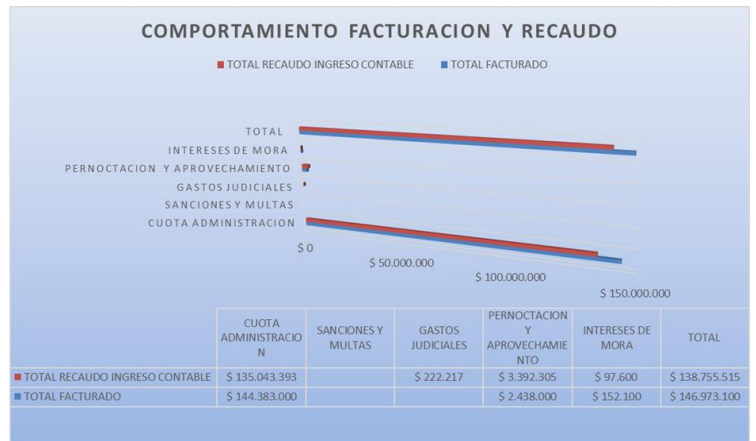 COMPORTAMIENTO FACTURACION Y RECAUDO
TOTAL RECAUDO INGRESO CONTABLE TOTAL FACTURADO
TOTAL
INTERESES DE MORA
PERNOCTACION Y APROVECHAMIENTO
GASTOS JUDICIALES
SANCIONES Y MULTAS
CUOTA ADMINISTRACION
$ 0
$ 50.000.000
$ 100.000.000
$ 150.000.000
CUOTA
ADMINISTRACIO
N
SANCIONES Y
MULTAS
GASTOS
JUDICIALES
PERNOCTACION
Y
APROVECHAMIE
NTO
INTERESES DE
MORA
TOTAL
TOTAL RECAUDO INGRESO CONTABLE $ 135.043.393 $ 222.217 $ 3.392.305 $ 97.600 $ 138.755.515
TOTAL FACTURADO $ 144.383.000 $ 2.438.000 $ 152.100 $ 146.973.100